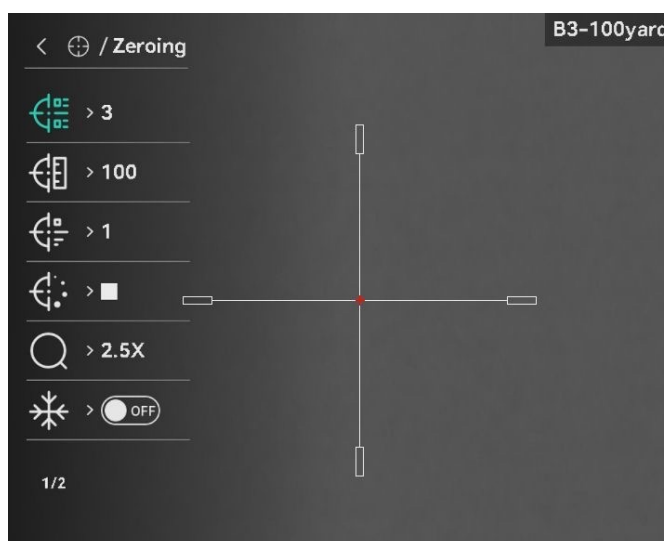 / Zeroing
B3-100yard
> 3
> 100
> 1
>
> 2.5X
> OFF
1/2